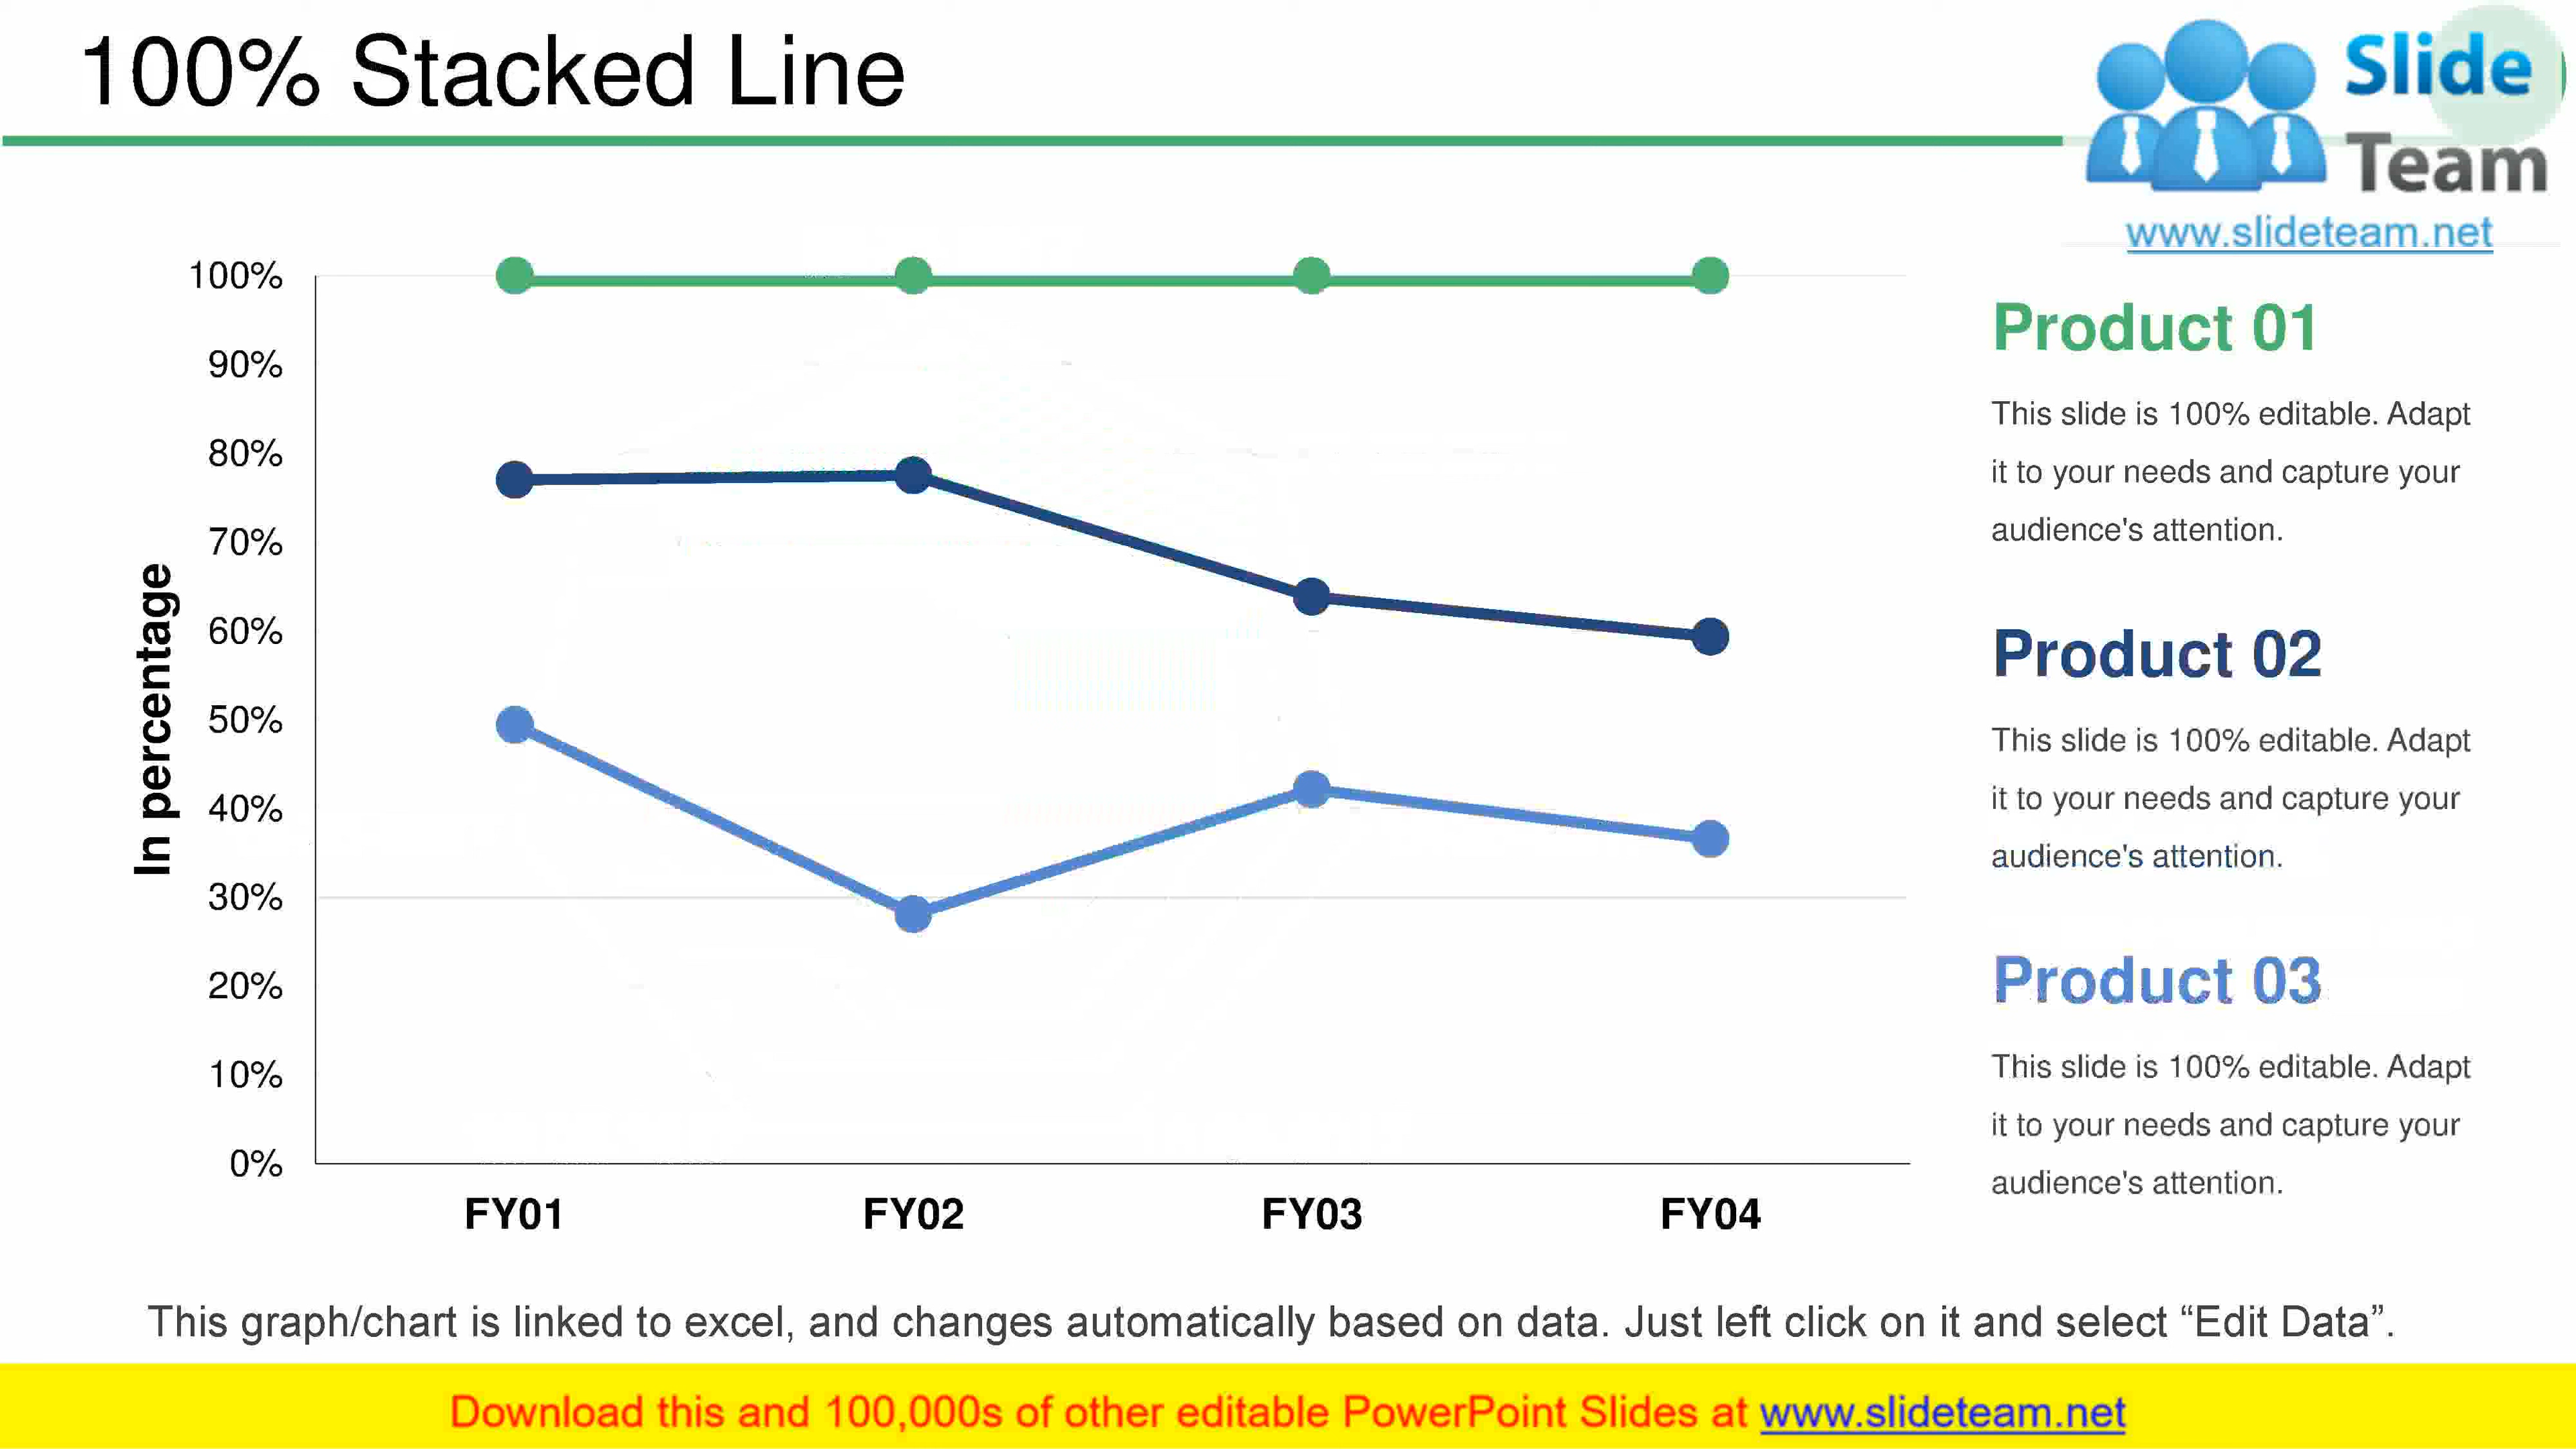 100% Stacked Line
Slide
Team
www.slideteam.net
In percentage
100%
90%
80%
70%
60%
50%
40%
30%
20%
10%
0%
FY01 FY02 FY03 FY04
Product 01
This slide is 100% editable. Adapt
it to your needs and capture your
audience's attention.
Product 02
This slide is 100% editable. Adapt
it to your needs and capture your
audience's attention.
Product 03
This slide is 100% editable. Adapt
it to your needs and capture your
audience's attention.
This graph/chart is linked to excel, and changes automatically based on data. Just left click on it and select “Edit Data”.
Download this and 100,000s of other editable PowerPoint Slides at www.slideteam.net